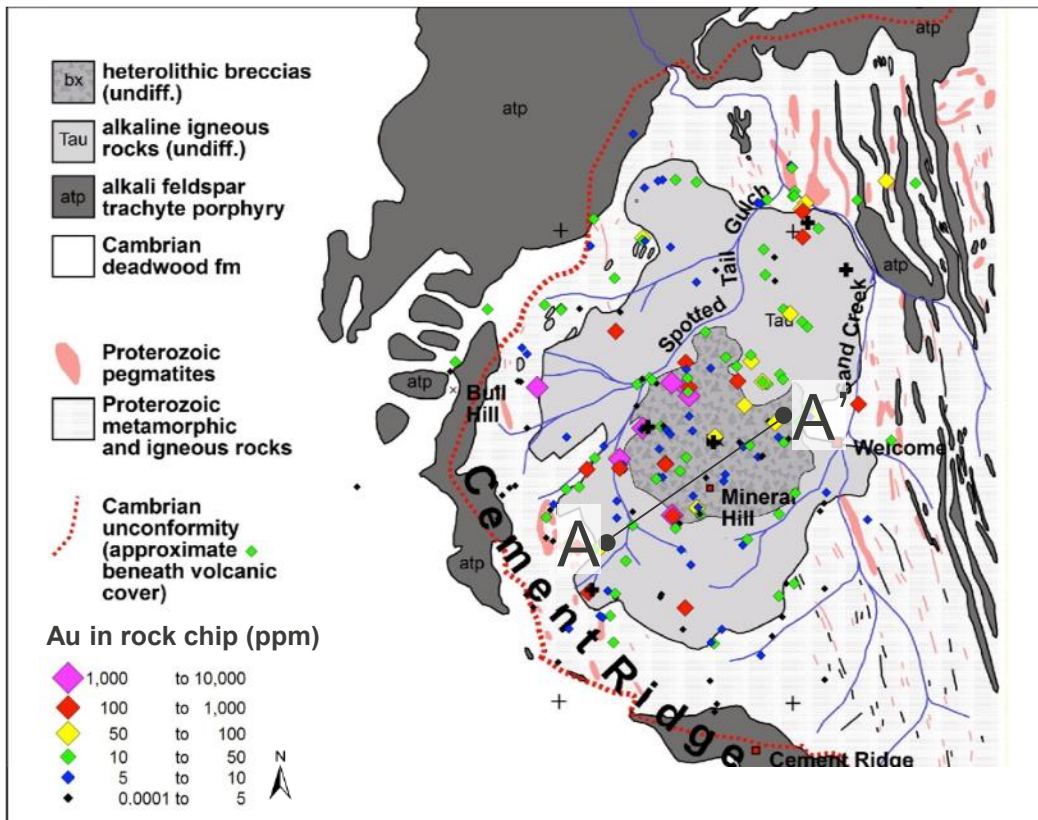 bx
heterolithic breccias
(undiff.)
Tau
alkaline igneous
rocks (undiff.)
atp
alkali feldspar
trachyte porphyry
Cambrian
deadwood fm
Proterozoic
pegmatites
Proterozoic
metamorphic
and igneous rocks
Cambrian
unconformity
(approximate
beneath volcanic
cover)
Au in rock chip (ppm)
1,000 to 10,000
100 to 1,000
50 to 100
10 to 50
5 to 10
0.0001 to 5
N
atp
atp
atp
atp
atp
Tau
Spotted Tail Gulch
Sand Creek
Bull
Hill
A
A'
Welcome
Mineral
Hill
Cement Ridge
Cement Ridge